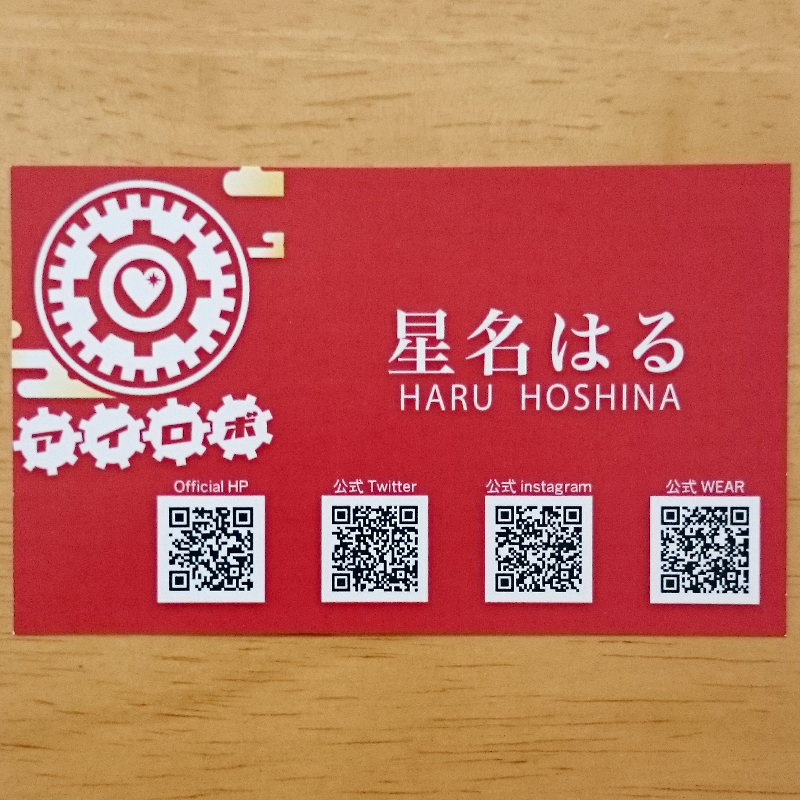 アイロボ
星名はる
HARU HOSHINA
Official HP
公式 Twitter
公式 instagram
公式 WEAR